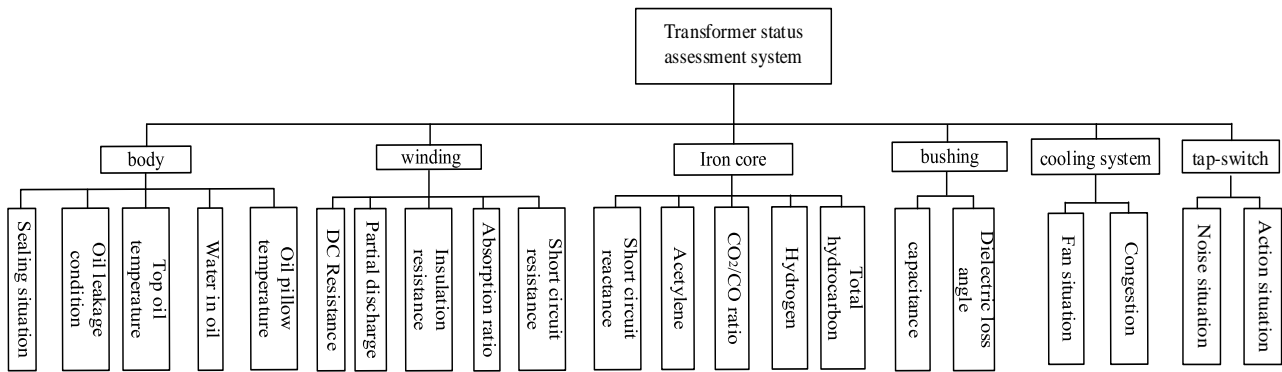 Transformer status
assessment system
body
winding
Iron core
bushing
cooling system
tap-switch
Sealing situation
Oil leakage
condition
Top oil
temperature
Water in oil
Oil pillow
temperature
DC Resistance
Partial discharge
Insulation
resistance
Absorption ratio
Short circuit
resistance
Short circuit
reactance
Acetylene
CO2/CO ratio
Hydrogen
Total
hydrocarbon
capacitance
Dielectric loss
angle
Fan situation
Congestion
Noise situation
Action situation